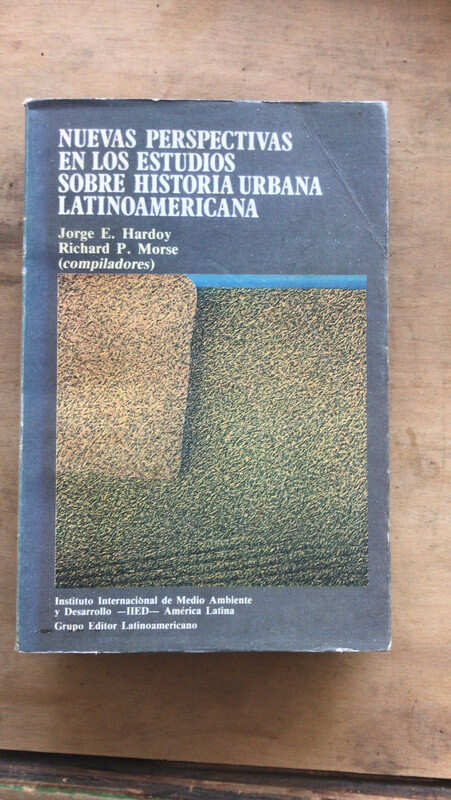 NUEVAS PERSPECTIVAS
EN LOS ESTUDIOS
SOBRE HISTORIA URBANA
LATINOAMERICANA
Jorge E. Hardoy
Richard P. Morse
(compiladores)
Instituto Internacional de Medio Ambiente
y Desarrollo —IIED— América Latina
Grupo Editor Latinoamericano